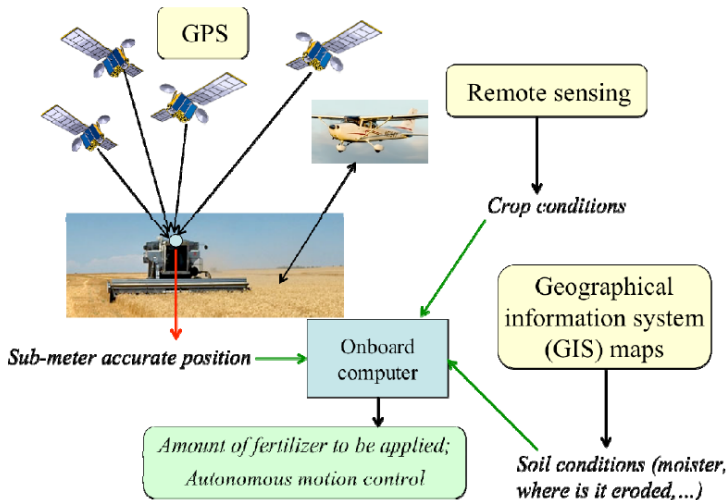 GPS
Remote sensing
Crop conditions
Geographical
information system
(GIS) maps
Sub-meter accurate position
Onboard
computer
Amount of fertilizer to be applied;
Autonomous motion control
Soil conditions (moister,
where is it eroded,...)